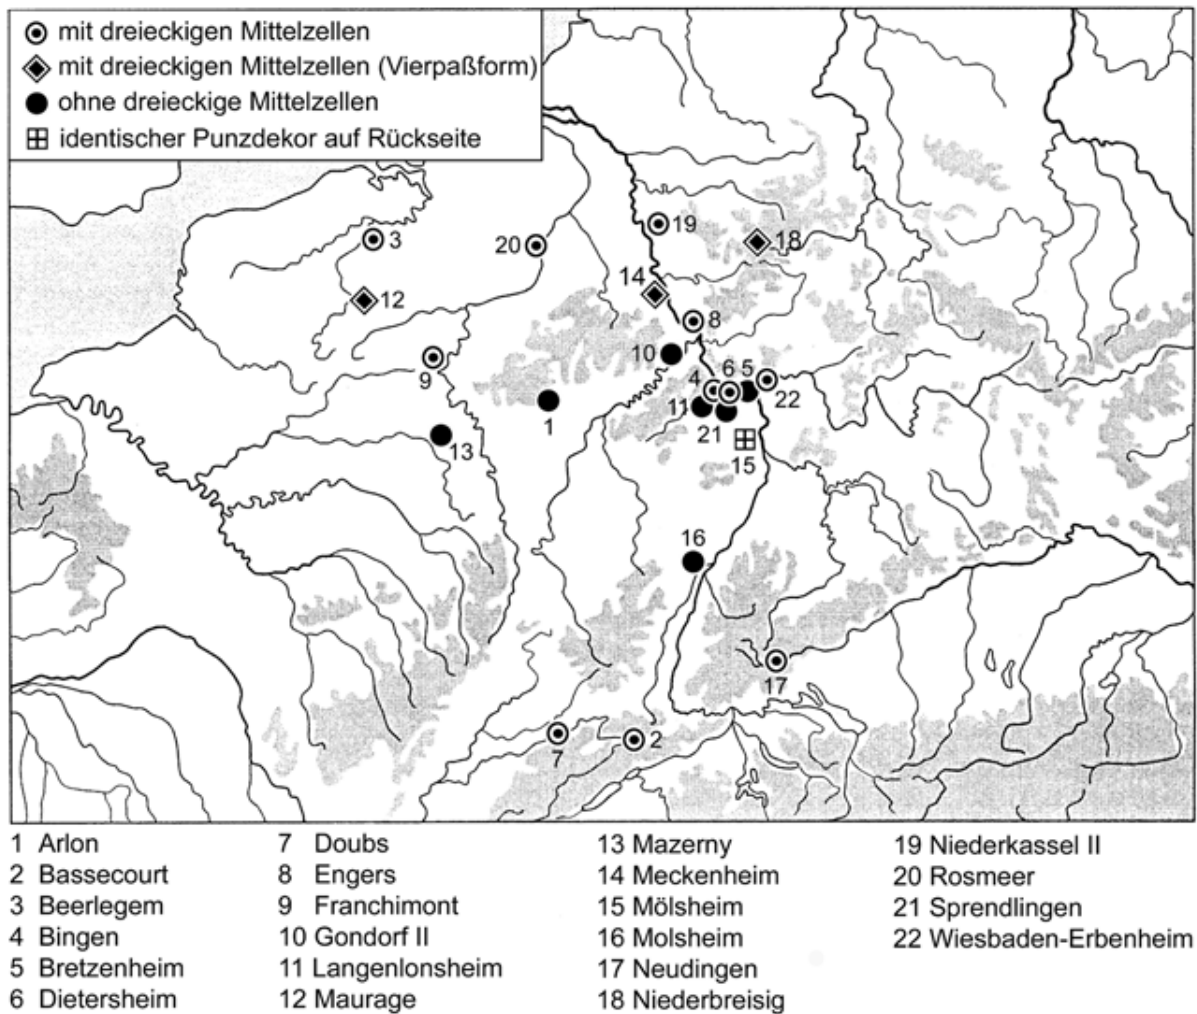 mit dreieckigen Mittelzellen
mit dreieckigen Mittelzellen (Vierpaßform)
ohne dreieckige Mittelzellen
identischer Punzdekor auf Rückseite
3
20
19
18
14
12
8
10
9
4
6
5
22
11
21
1
13
15
16
17
7
2
1 Arlon
2 Bassecourt
3 Beerlegem
4 Bingen
5 Bretzenheim
6 Dietersheim
7 Doubs
8 Engers
9 Franchimont
10 Gondorf II
11 Langenlonsheim
12 Maurage
13 Mazerny
14 Meckenheim
15 Mölsheim
16 Molsheim
17 Neudingen
18 Niederbreisig
19 Niederkassel II
20 Rosmeer
21 Sprendlingen
22 Wiesbaden-Erbenheim